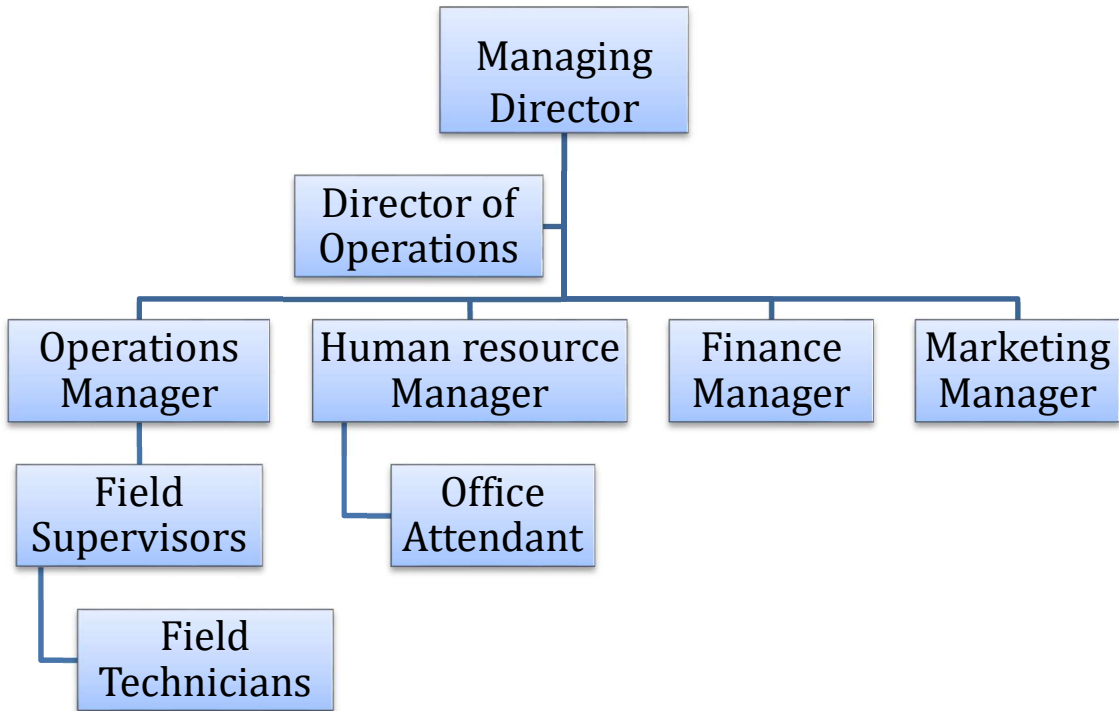 Managing
Director
Director of
Operations
Operations
Manager
Human resource
Manager
Finance
Manager
Marketing
Manager
Field
Supervisors
Office
Attendant
Field
Technicians